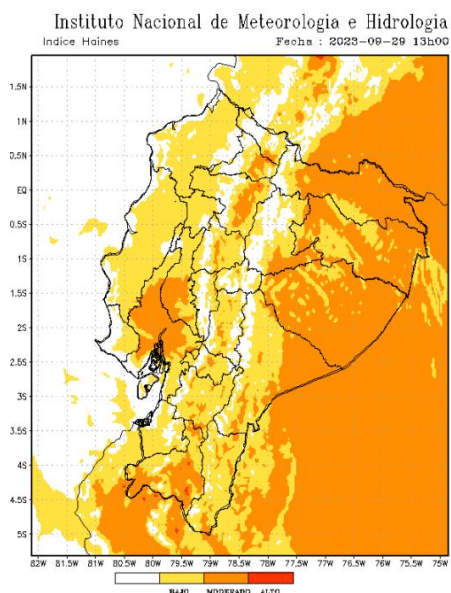 Instituto Nacional de Meteorologia e Hidrologia
Indice Haines Fecha : 2023-09-29 13h00
1.5N
1N
0.5N
EQ
0.5S
1S
1.5S
2S
2.5S
3S
3.5S
4S
4.5S
5S
82W 81.5W 81W 80.5W 80W 79.5W 79W 78.5W 78W 77.5W 77W 76.5W 76W 75.5W 75W
BAJO MODERADO ALTO